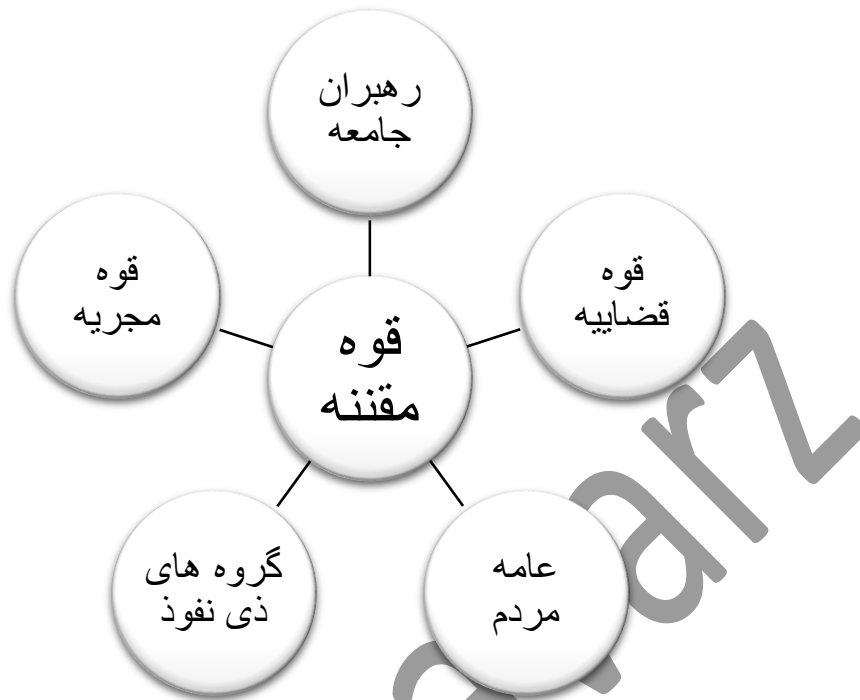 رهبران
جامعه
قوه
قضاییه
قوه
مجریه
قوه
مقننه
عامه
مردم
گروه های
ذی نفوذ